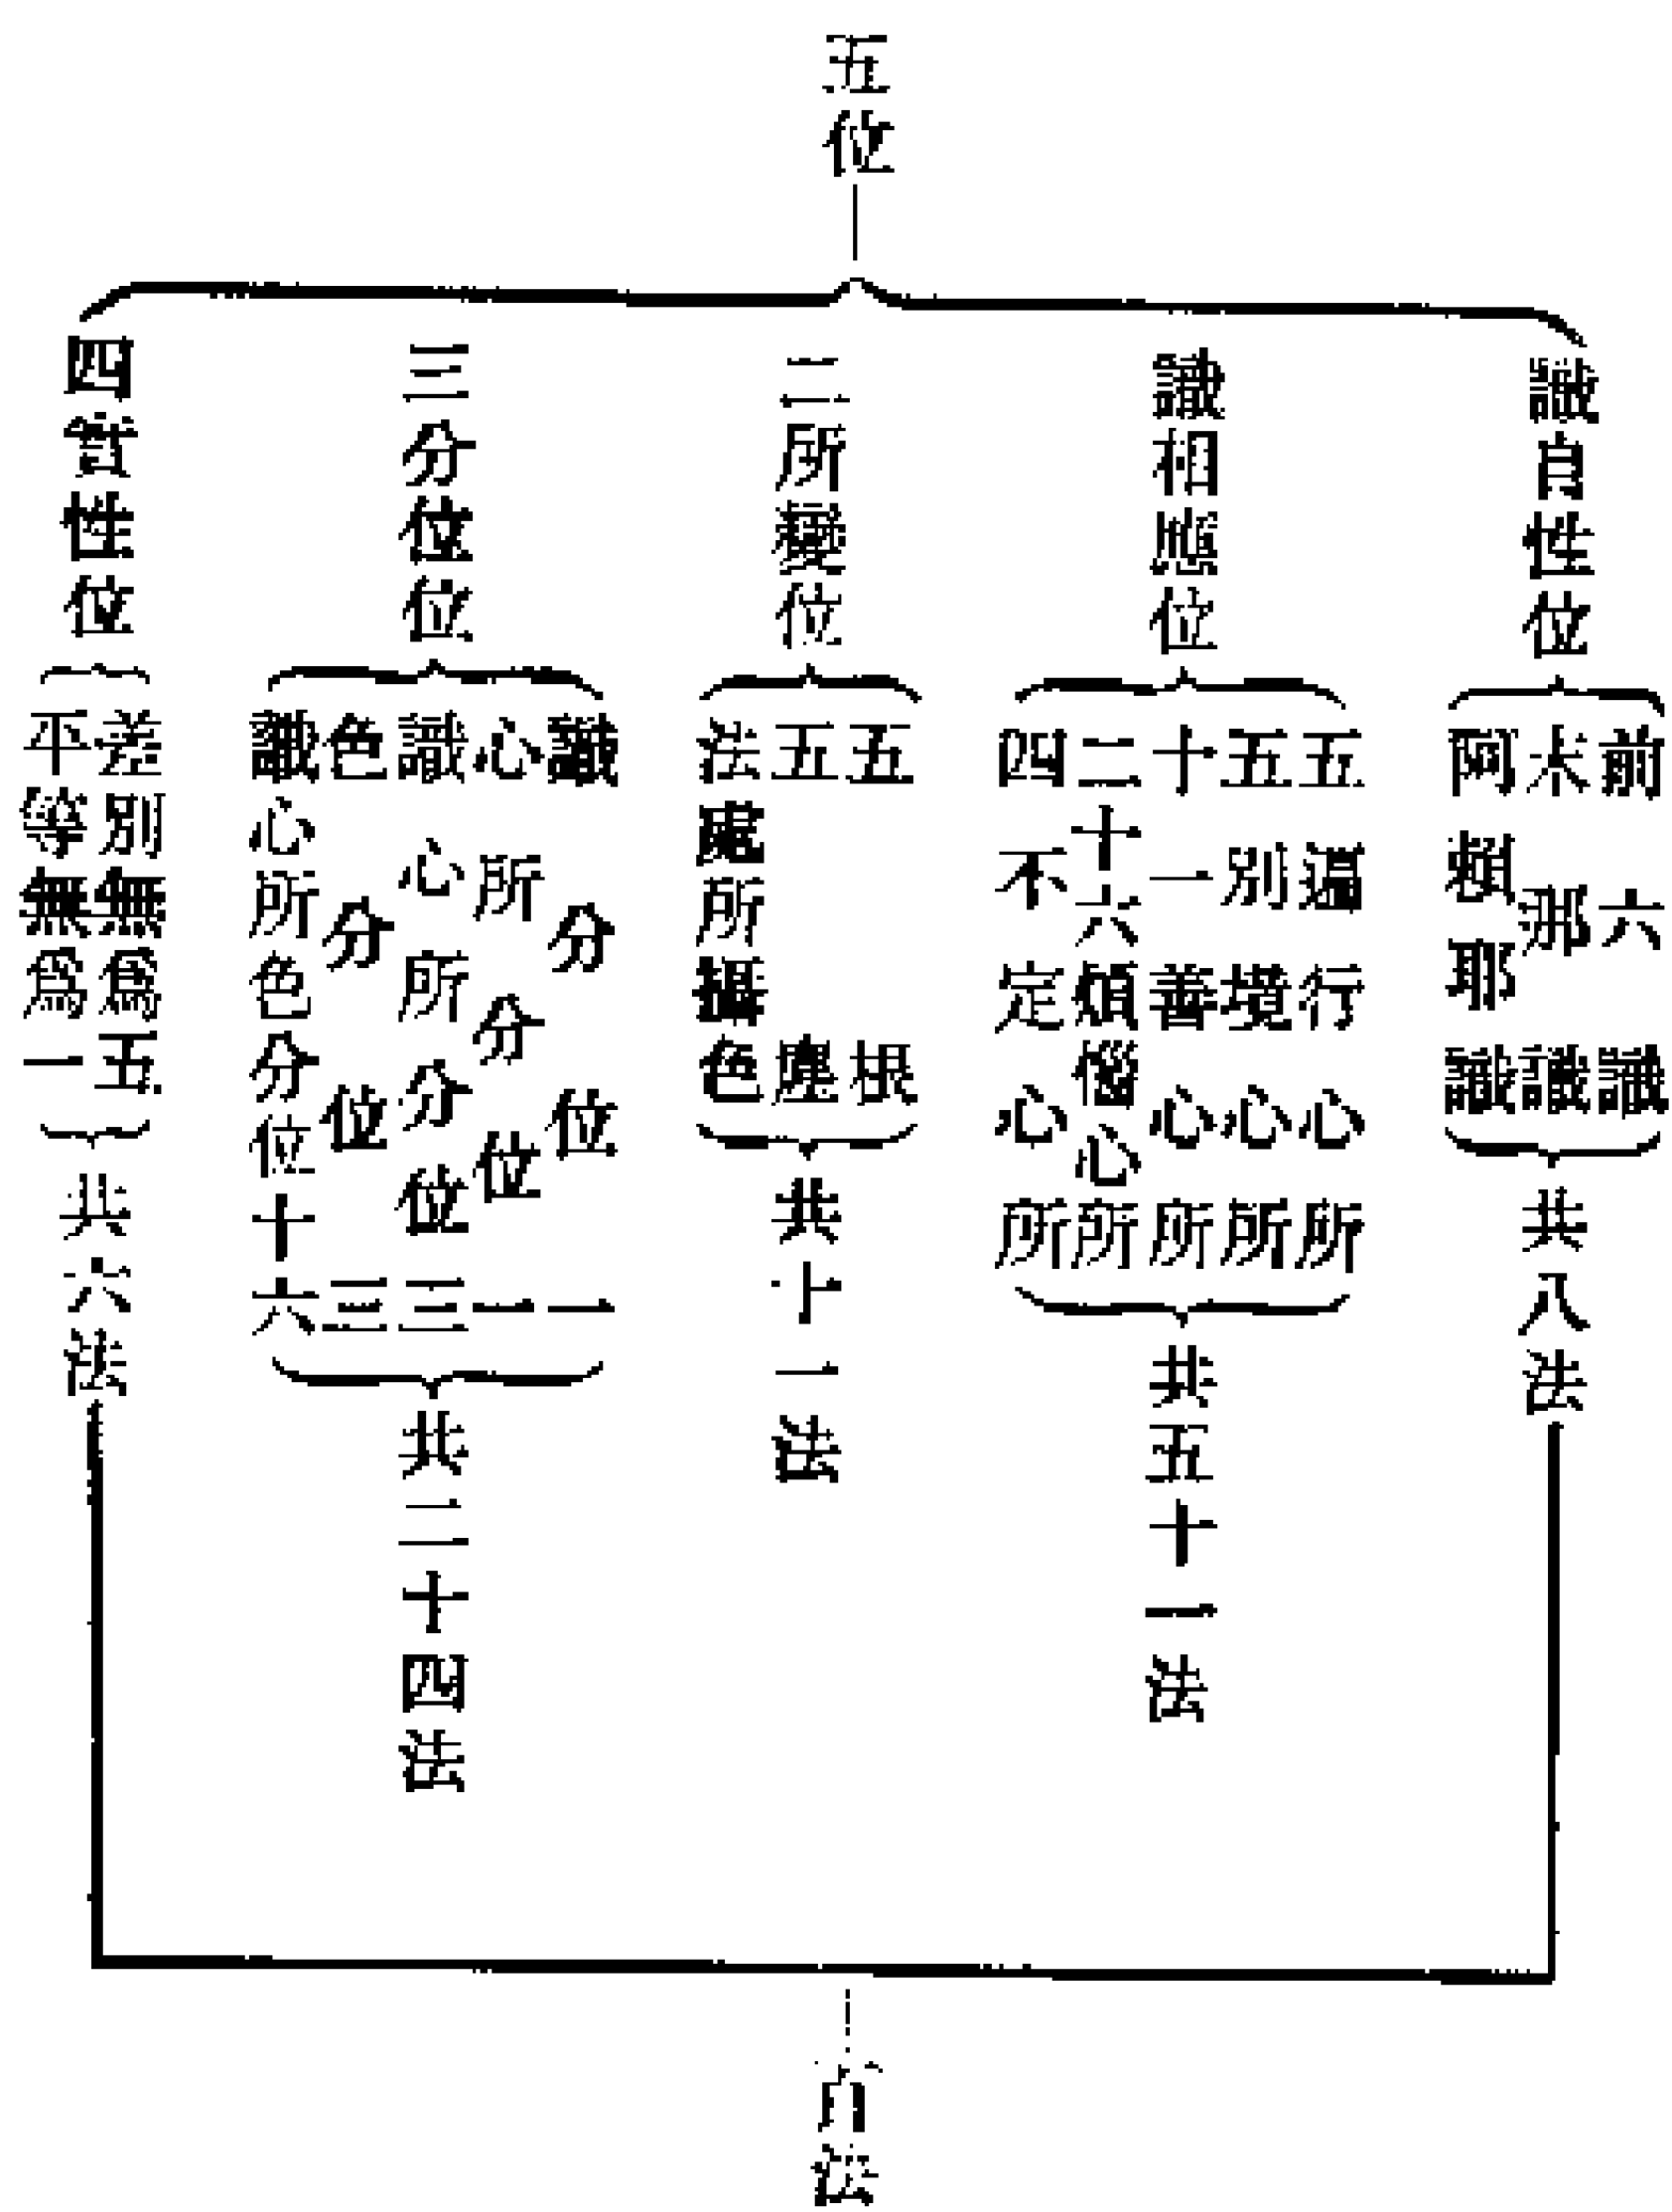 五位
識自性位
前六識
末那識
阿賴耶識
共八法
識相應位
五遍行心所
五別境心所
十一善心所
二十六煩惱心所
四不定心所
共五十一法
二所變位
五根
五塵
法處所攝色
共十一法
三分位位
識分位一
心所分位一
識心所分位三
色分位三
識心所色分位十六
共二十四法
四實性位
差別無為五
平等無為一
共六法
百法